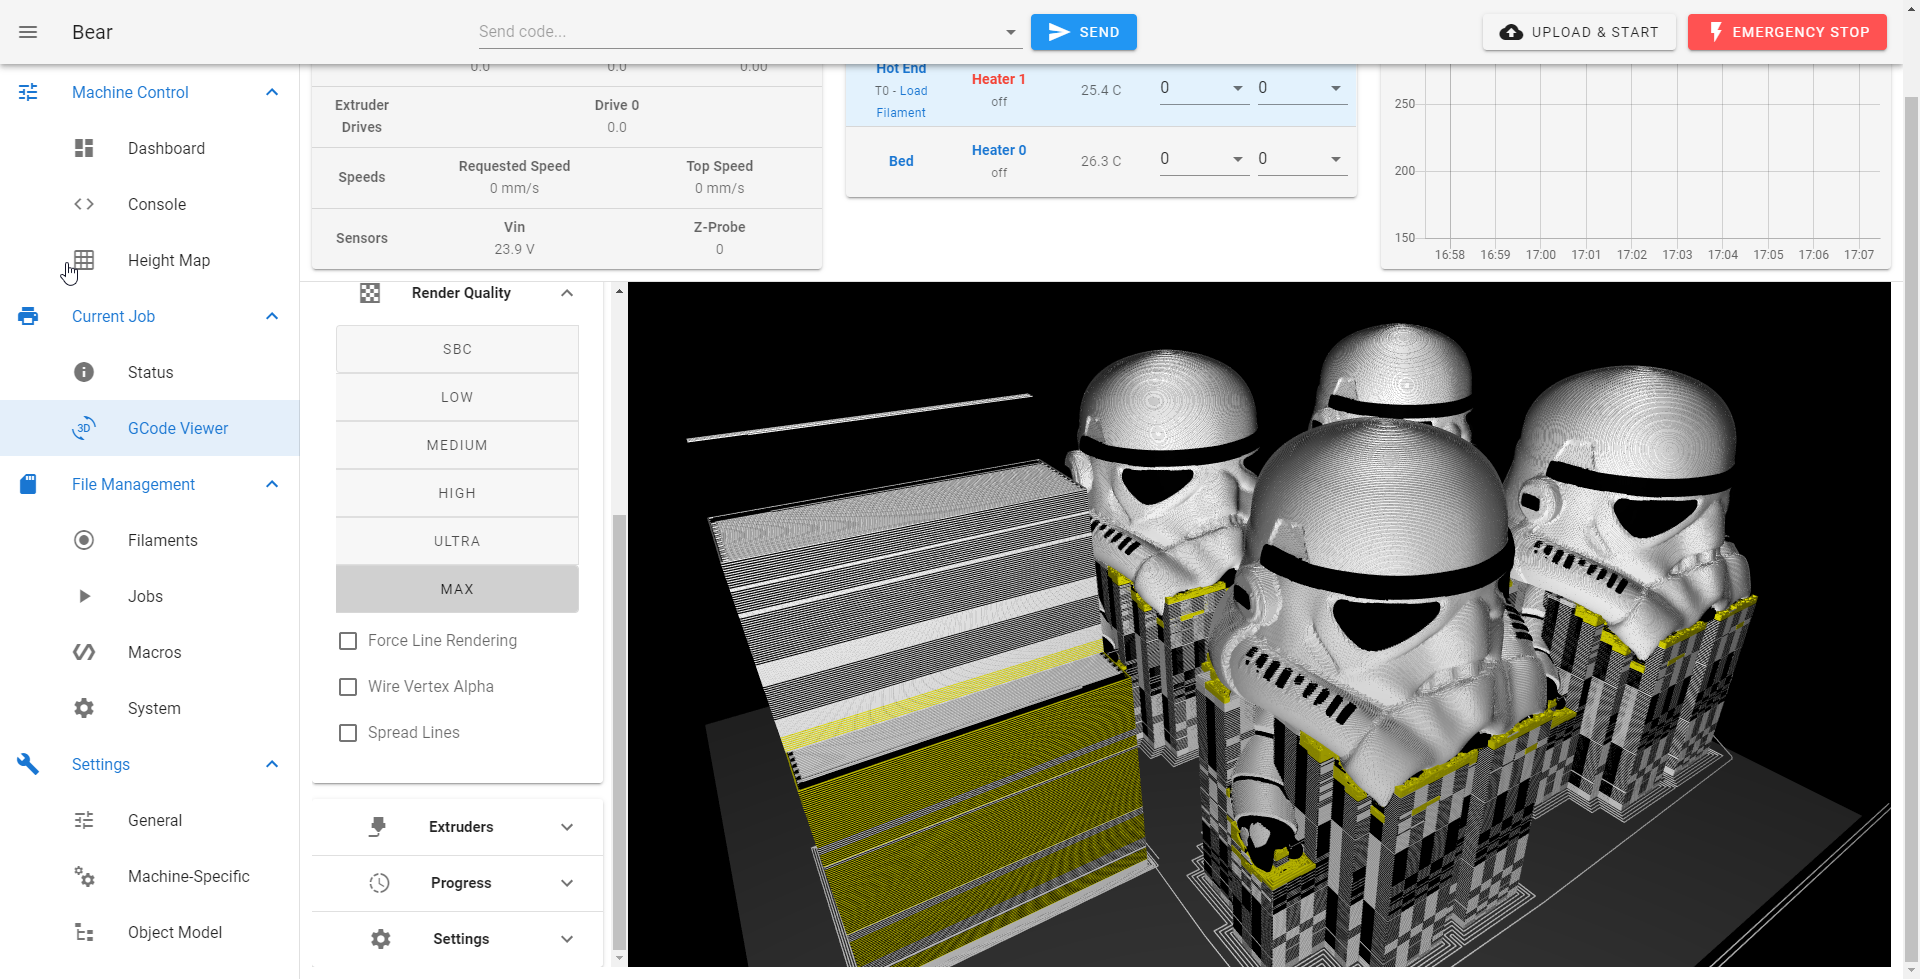 Bear
Send code...
SEND
UPLOAD & START
EMERGENCY STOP
Machine Control
Dashboard
Console
Height Map
Current Job
Status
3D
GCode Viewer
File Management
Filaments
Jobs
Macros
System
Settings
General
Machine-Specific
Object Model
0.0 0.0 0.00
Extruder Drives
Drive 0
0.0
Speeds
Requested Speed
0 mm/s
Top Speed
0 mm/s
Sensors
Vin
23.9 V
Z-Probe
0
Hot End
T0 - Load
Filament
Heater 1
off
25.4 C
0
0
Bed
Heater 0
off
26.3 C
0
0
250
200
150
16:58 16:59 17:00 17:01 17:02 17:03 17:04 17:05 17:06 17:07
Render Quality
SBC
LOW
MEDIUM
HIGH
ULTRA
MAX
Force Line Rendering
Wire Vertex Alpha
Spread Lines
Extruders
Progress
Settings